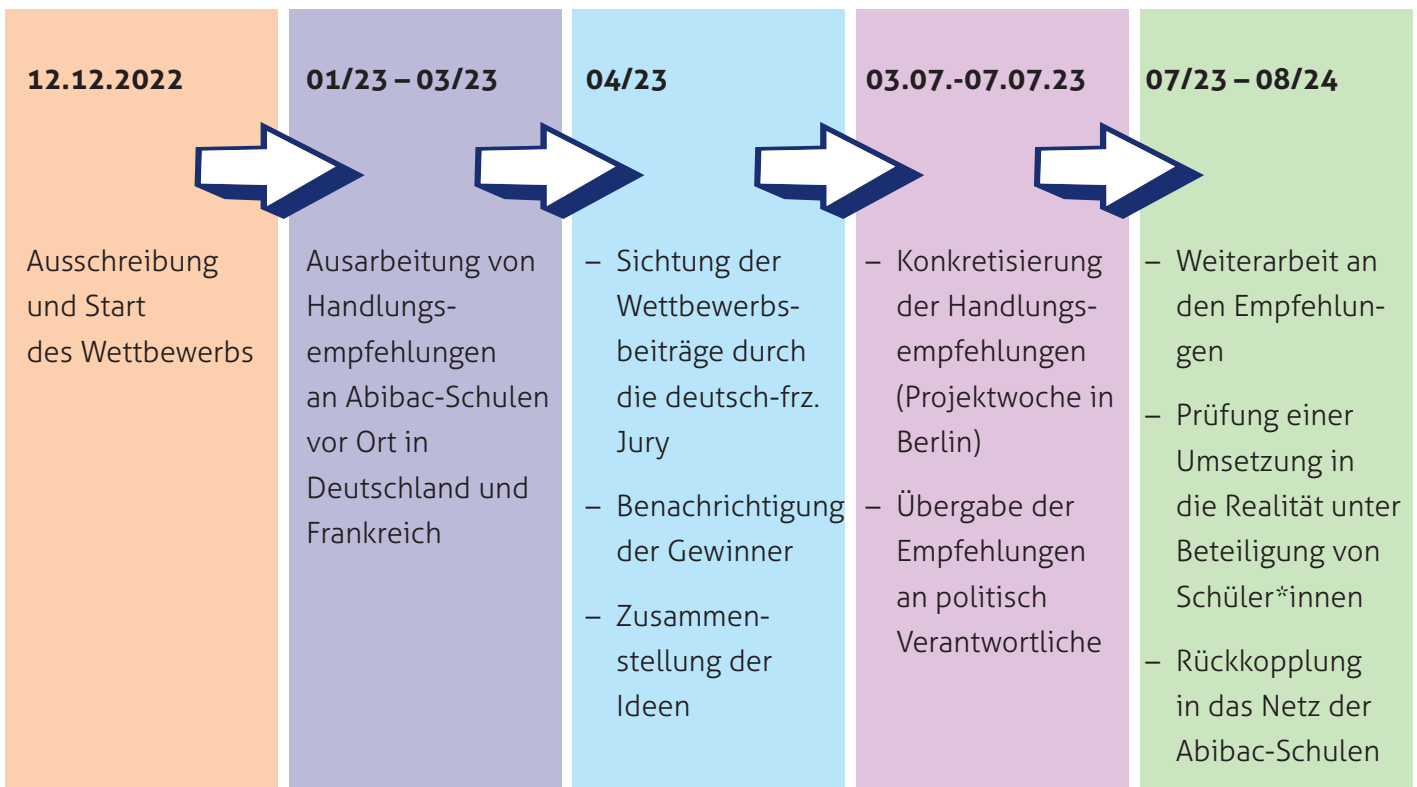 12.12.2022
Ausschreibung
und Start
des Wettbewerbs
01/23 – 03/23
Ausarbeitung von
Handlungs-
empfehlungen
an Abibac-Schulen
vor Ort in
Deutschland und
Frankreich
04/23
– Sichtung der
Wettbewerbs-
beiträge durch
die deutsch-frz.
Jury
– Benachrichtigung
der Gewinner
– Zusammen-
stellung der
Ideen
03.07.-07.07.23
– Konkretisierung
der Handlungs-
empfehlungen
(Projektwoche in
Berlin)
– Übergabe der
Empfehlungen
an politisch
Verantwortliche
07/23 – 08/24
– Weiterarbeit an
den Empfehlun-
gen
– Prüfung einer
Umsetzung in
die Realität unter
Beteiligung von
Schüler*innen
– Rückkopplung
in das Netz der
Abibac-Schulen